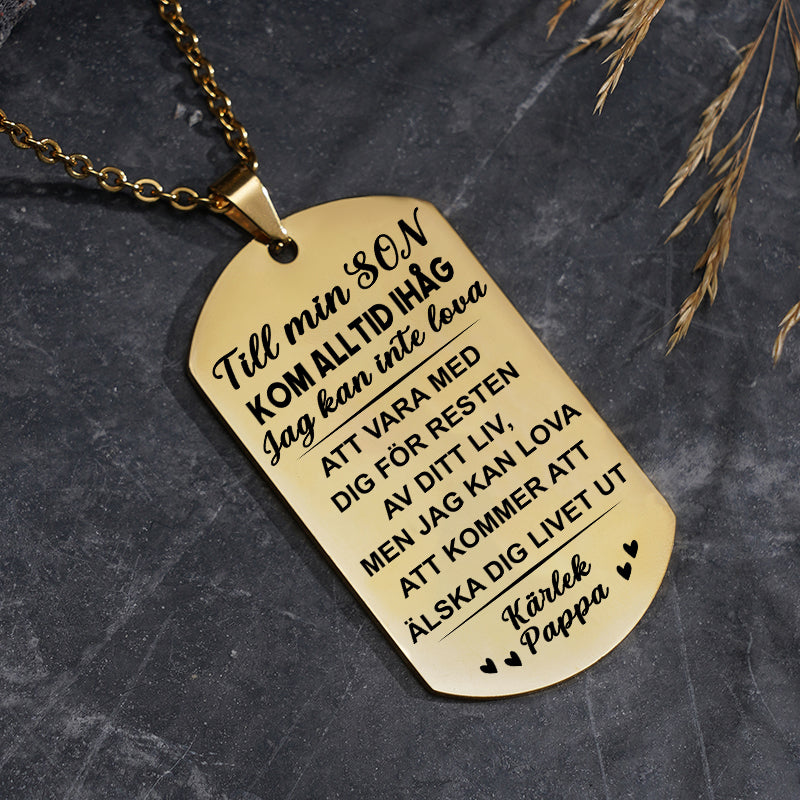 Till min SON
KOM ALLTID IHÅG
Jag kan inte lova
ATT VARA MED
DIG FÖR RESTEN
AV DITT LIV,
MEN JAG KAN LOVA
ATT KOMMER ATT
ÄLSKA DIG LIVET UT
Kärlek
Pappa